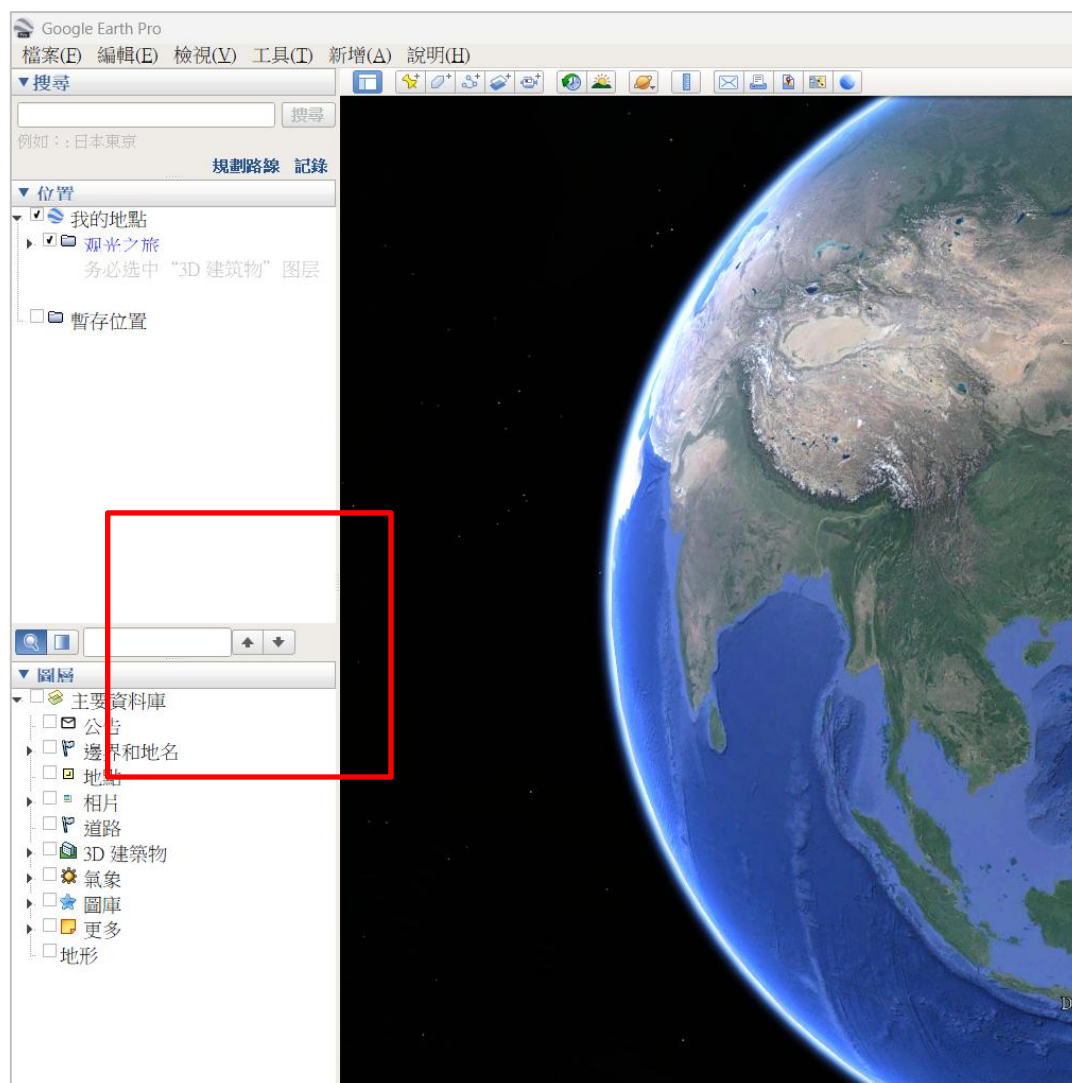 Google Earth Pro
檔案(F) 編輯(E) 檢視(V) 工具(T) 新增(A) 說明(H)
搜尋
搜尋
例如：: 日本東京
規劃路線 記錄
位置
我的地點
观光之旅
务必选中 “3D 建筑物” 图层
暫存位置
圖層
主要資料庫
公告
邊界和地名
地點
相片
道路
3D 建築物
氣象
圖庫
更多
地形
D